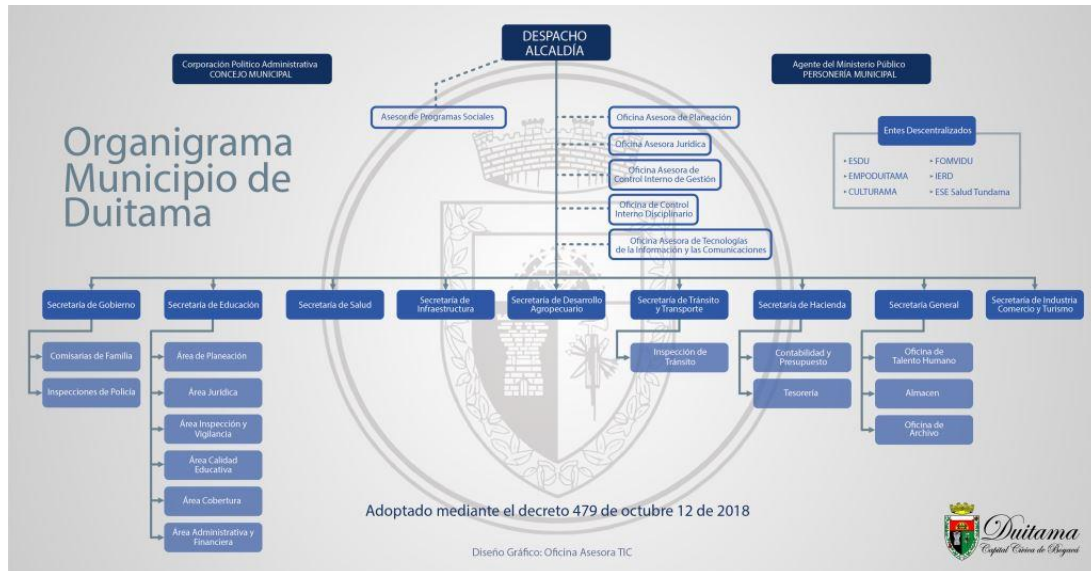 DESPACHO
ALCALDÍA
Corporación Politico Administrativa
CONCEJO MUNICIPAL
Agente del Ministerio Público
PERSONERÍA MUNICIPAL
Organigrama
Municipio de
Duitama
Asesor de Programas Sociales
Oficina Asesora de Planeación
Oficina Asesora Jurídica
Oficina Asesora de
Control Interno de Gestión
Oficina de Control
Interno Disciplinario
Oficina Asesora de Tecnologías
de la Información y las Comunicaciones
Entes Descentralizados
• ESDU
• EMPODUITAMA
• CULTURAMA
• FOMVIDU
• IERD
• ESE Salud Tundama
Secretaría de Gobierno
Comisarias de Familia
Inspecciones de Policía
Secretaría de Educación
Área de Planeación
Área Jurídica
Área Inspección y
Vigilancia
Área Calidad
Educativa
Área Cobertura
Área Administrativa y
Financiera
Secretaría de Salud
Secretaría de
Infraestructura
Secretaría de Desarrollo
Agropecuario
Secretaría de Tránsito
y Transporte
Inspección de
Tránsito
Secretaría de Hacienda
Contabilidad y
Presupuesto
Tesorería
Secretaría General
Oficina de
Talento Humano
Almacen
Oficina de
Archivo
Secretaría de Industria
Comercio y Turismo
Adoptado mediante el decreto 479 de octubre 12 de 2018
Diseño Gráfico: Oficina Asesora TIC
Duitama
Capital Cívica de Boyacá